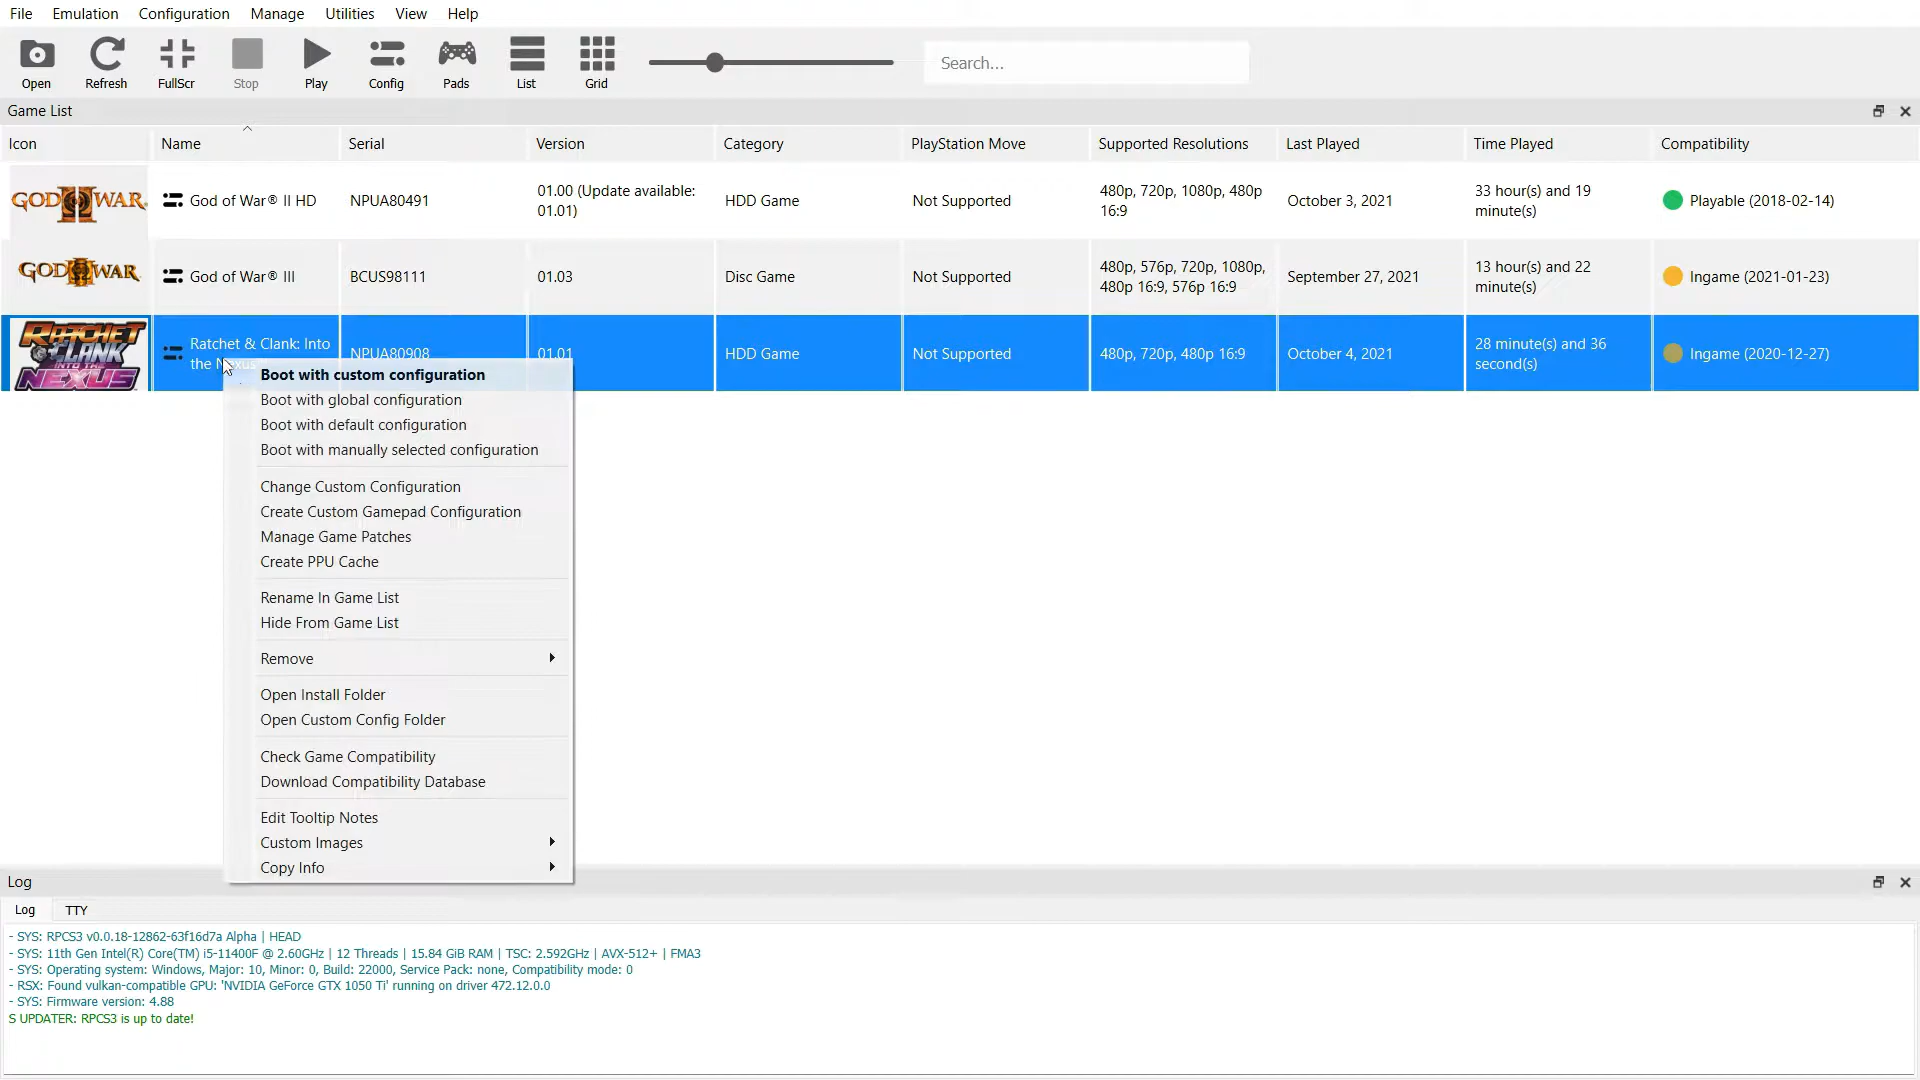 File Emulation Configuration Manage Utilities View Help
Open Refresh FullScr Stop Play Config Pads List Grid Search...
Game List
Icon Name Serial Version Category PlayStation Move Supported Resolutions Last Played Time Played Compatibility
GOD II WAR God of War® II HD NPUA80491 01.00 (Update available: 01.01) HDD Game Not Supported 480p, 720p, 1080p, 480p 16:9 October 3, 2021 33 hour(s) and 19 minute(s) Playable (2018-02-14)
GOD III WAR God of War® III BCUS98111 01.03 Disc Game Not Supported 480p, 576p, 720p, 1080p, 480p 16:9, 576p 16:9 September 27, 2021 13 hour(s) and 22 minute(s) Ingame (2021-01-23)
RATCHET CLANK INTO THE NEXUS Ratchet & Clank: Into the Nexus NPUA80908 01.01 HDD Game Not Supported 480p, 720p, 480p 16:9 October 4, 2021 28 minute(s) and 36 second(s) Ingame (2020-12-27)
Boot with custom configuration
Boot with global configuration
Boot with default configuration
Boot with manually selected configuration
Change Custom Configuration
Create Custom Gamepad Configuration
Manage Game Patches
Create PPU Cache
Rename In Game List
Hide From Game List
Remove
Open Install Folder
Open Custom Config Folder
Check Game Compatibility
Download Compatibility Database
Edit Tooltip Notes
Custom Images
Copy Info
Log
Log TTY
- SYS: RPCS3 v0.0.18-12862-63f16d7a Alpha | HEAD
- SYS: 11th Gen Intel(R) Core(TM) i5-11400F @ 2.60GHz | 12 Threads | 15.84 GiB RAM | TSC: 2.592GHz | AVX-512+ | FMA3
- SYS: Operating system: Windows, Major: 10, Minor: 0, Build: 22000, Service Pack: none, Compatibility mode: 0
- RSX: Found vulkan-compatible GPU: 'NVIDIA GeForce GTX 1050 Ti' running on driver 472.12.0.0
- SYS: Firmware version: 4.88
S UPDATER: RPCS3 is up to date!